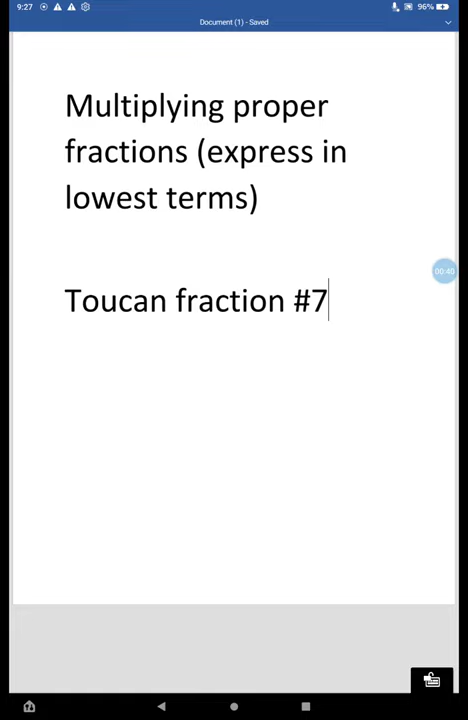 9:27
96%
Document (1) - Saved
Multiplying proper
fractions (express in
lowest terms)
00:40
Toucan fraction #7